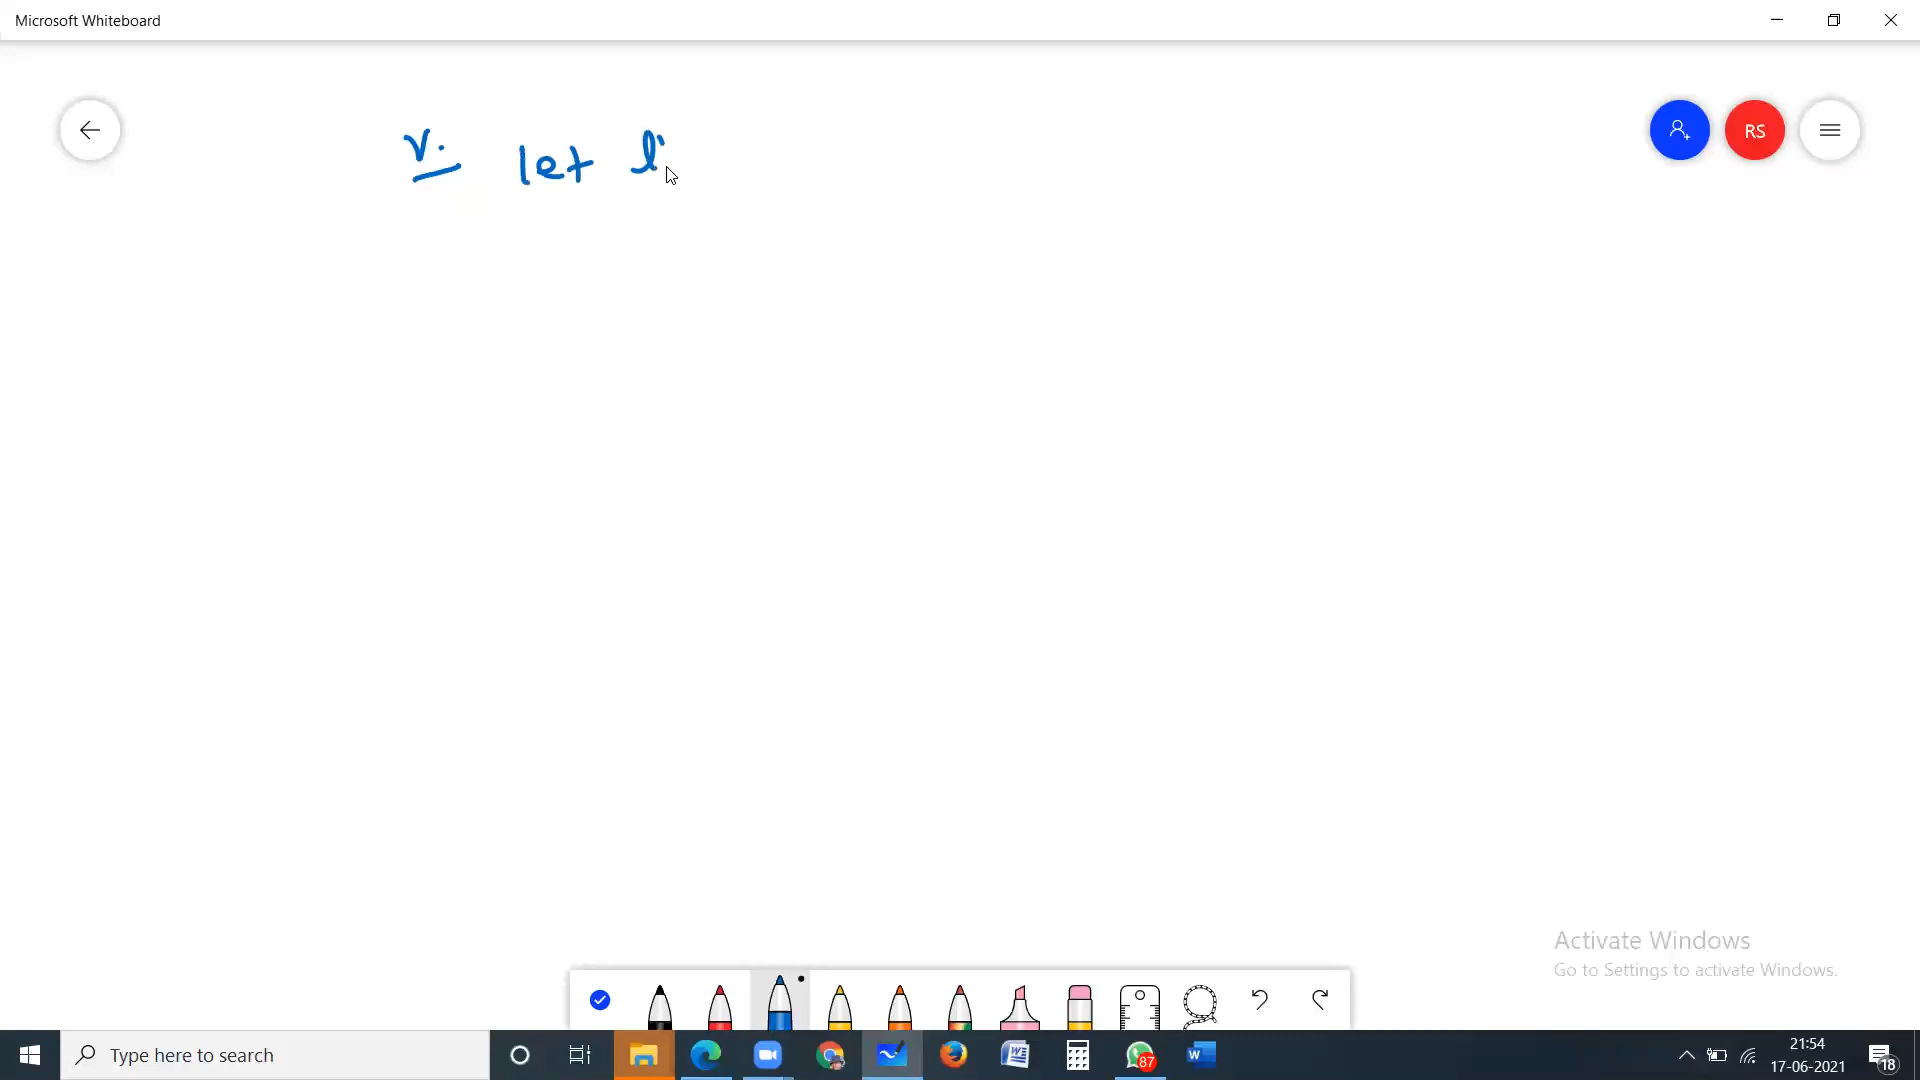 Microsoft Whiteboard
v. let li
RS
Activate Windows
Go to Settings to activate Windows.
Type here to search
87
21:54
17-06-2021
18